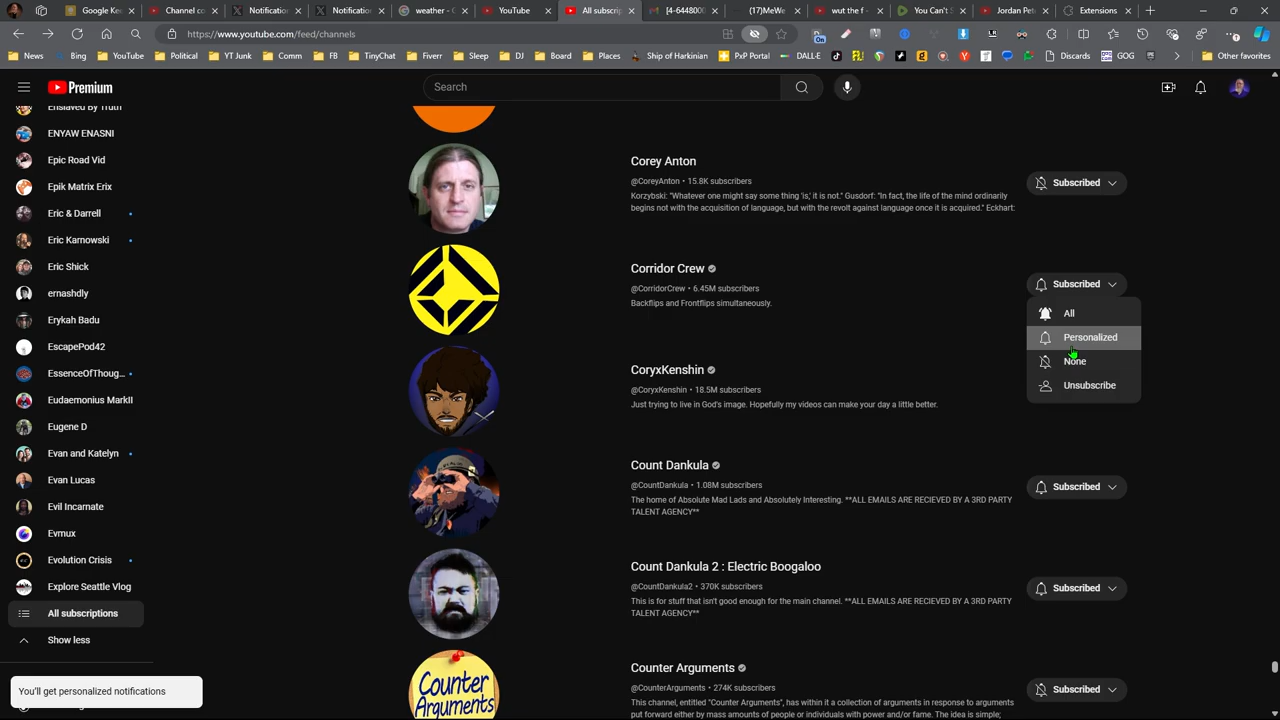 Google Kee
Channel co
Notification
Notification
weather - G
YouTube
All subscrip
[4-6448000
(17)MeWe
wut the f
You Can't S
Jordan Pet
Extensions
https://www.youtube.com/feed/channels
News
Bing
YouTube
Political
YT Junk
Comm
FB
TinyChat
Fiverr
Sleep
DJ
Board
Places
Ship of Harkinian
PxP Portal
DALL-E
Discards
GOG
Other favorites
Premium
Search
Enslaved By Truth
ENYAW ENASNI
Epic Road Vid
Epik Matrix Erix
Eric & Darrell
Eric Karnowski
Eric Shick
ernashdly
Erykah Badu
EscapePod42
EssenceOfThoug...
Eudaemonius MarkII
Eugene D
Evan and Katelyn
Evan Lucas
Evil Incarnate
Evmux
Evolution Crisis
Explore Seattle Vlog
All subscriptions
Show less
You'll get personalized notifications
Corey Anton
@CoreyAnton • 15.8K subscribers
Korzybski: "Whatever one might say some thing 'is,' it is not." Gusdorf: "In fact, the life of the mind ordinarily
begins not with the acquisition of language, but with the revolt against language once it is acquired." Eckhart:
Subscribed
Corridor Crew
@CorridorCrew • 6.45M subscribers
Backflips and Frontflips simultaneously.
Subscribed
All
Personalized
None
Unsubscribe
CoryxKenshin
@CoryxKenshin • 18.5M subscribers
Just trying to live in God's image. Hopefully my videos can make your day a little better.
Count Dankula
@CountDankula • 1.08M subscribers
The home of Absolute Mad Lads and Absolutely Interesting. **ALL EMAILS ARE RECIEVED BY A 3RD PARTY
TALENT AGENCY**
Subscribed
Count Dankula 2 : Electric Boogaloo
@CountDankula2 • 370K subscribers
This is for stuff that isn't good enough for the main channel. **ALL EMAILS ARE RECIEVED BY A 3RD PARTY
TALENT AGENCY**
Subscribed
COUNTER
ARGUMENTS
Counter Arguments
@CounterArguments • 274K subscribers
This channel, entitled "Counter Arguments", has within it a collection of arguments in response to arguments
put forward either by mass amounts of people or individuals with power and/or fame. The idea is simple;
Subscribed